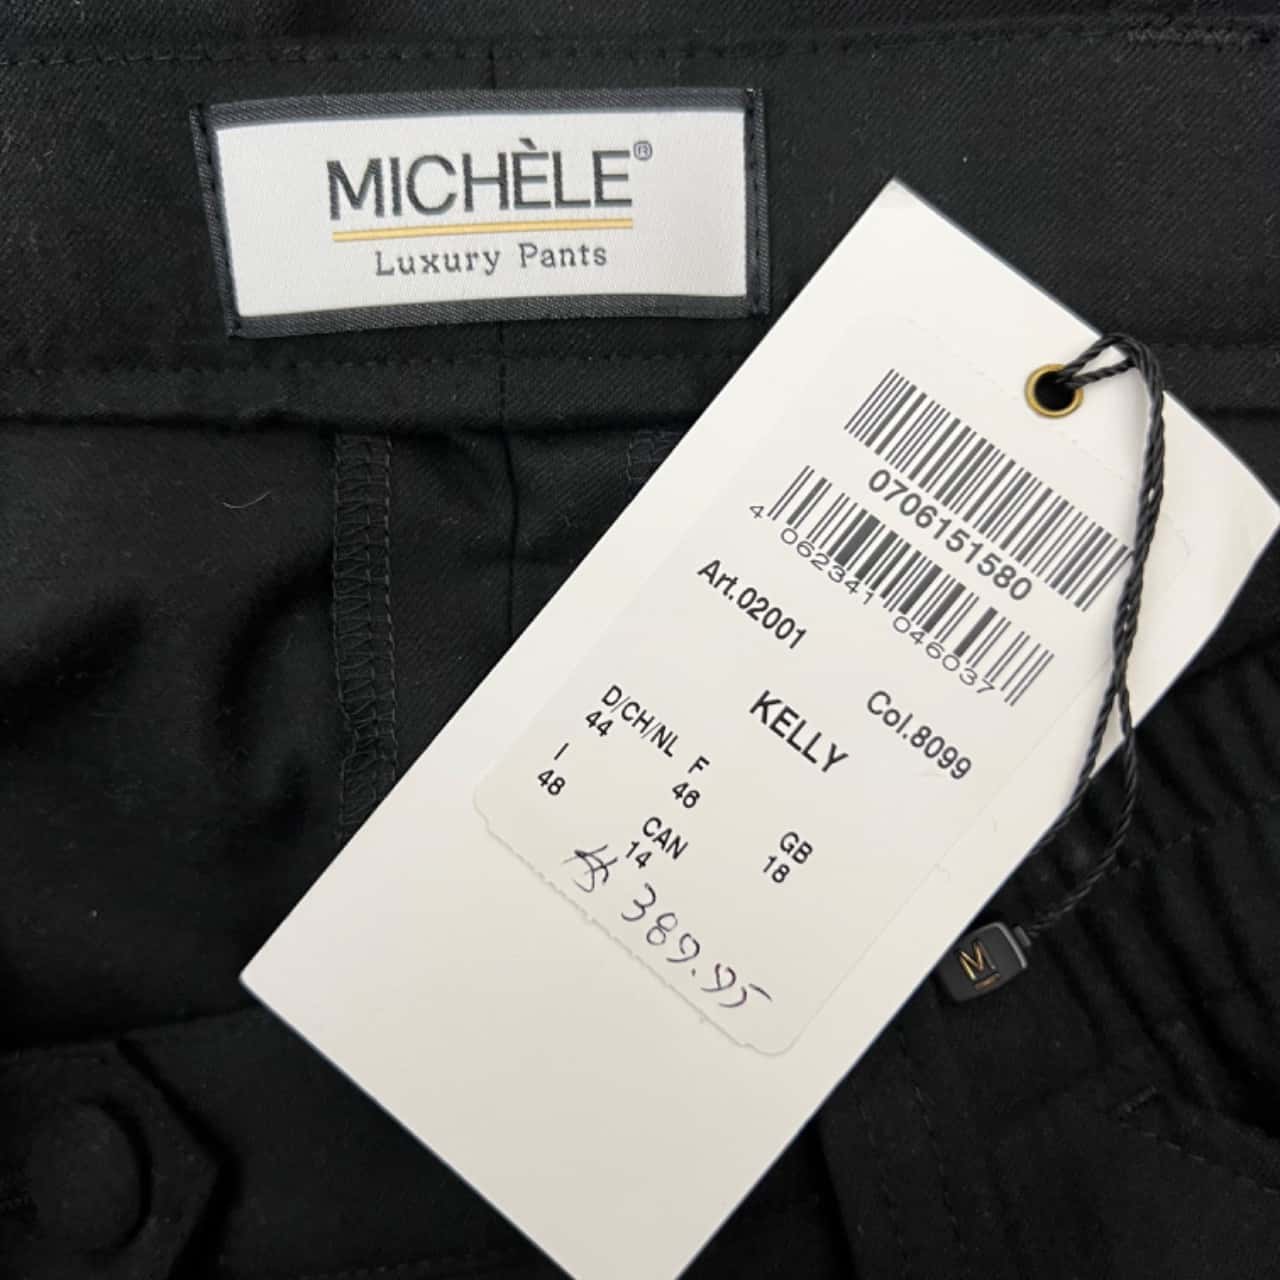 MICHÈLE®
Luxury Pants
0706151580
4 062341 046037
Art.02001 Col.8099
KELLY
D/CH/NL F GB
44 46 18
I CAN
48 14
$ 389.95
M